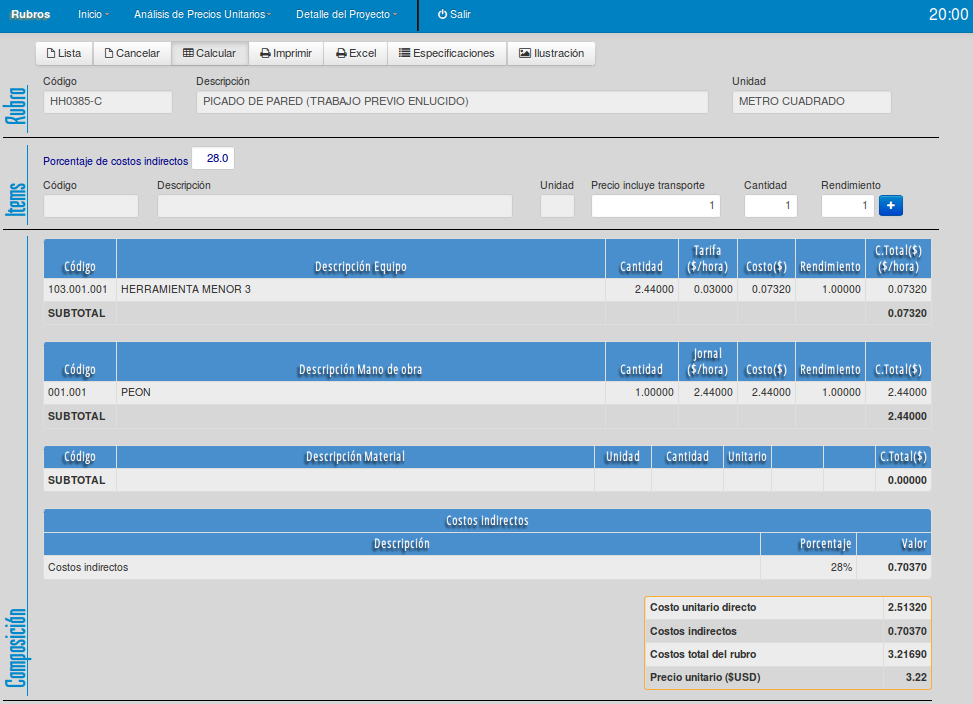 Rubros Inicio Análisis de Precios Unitarios Detalle del Proyecto Salir 20:00
Lista Cancelar Calcular Imprimir Excel Especificaciones Ilustración
Rubro
Código Descripción Unidad
HH0385-C PICADO DE PARED (TRABAJO PREVIO ENLUCIDO) METRO CUADRADO
Items
Porcentaje de costos indirectos 28.0
Código Descripción Unidad Precio incluye transporte Cantidad Rendimiento
1 1 1 +
Composición
Código Descripción Equipo Cantidad Tarifa ($/hora) Costo($) Rendimiento C.Total($) ($/hora)
103.001.001 HERRAMIENTA MENOR 3 2.44000 0.03000 0.07320 1.00000 0.07320
SUBTOTAL 0.07320
Código Descripción Mano de obra Cantidad Jornal ($/hora) Costo($) Rendimiento C.Total($)
001.001 PEON 1.00000 2.44000 2.44000 1.00000 2.44000
SUBTOTAL 2.44000
Código Descripción Material Unidad Cantidad Unitario C.Total($)
SUBTOTAL 0.00000
Costos Indirectos
Descripción Porcentaje Valor
Costos indirectos 28% 0.70370
Costo unitario directo 2.51320
Costos indirectos 0.70370
Costos total del rubro 3.21690
Precio unitario ($USD) 3.22